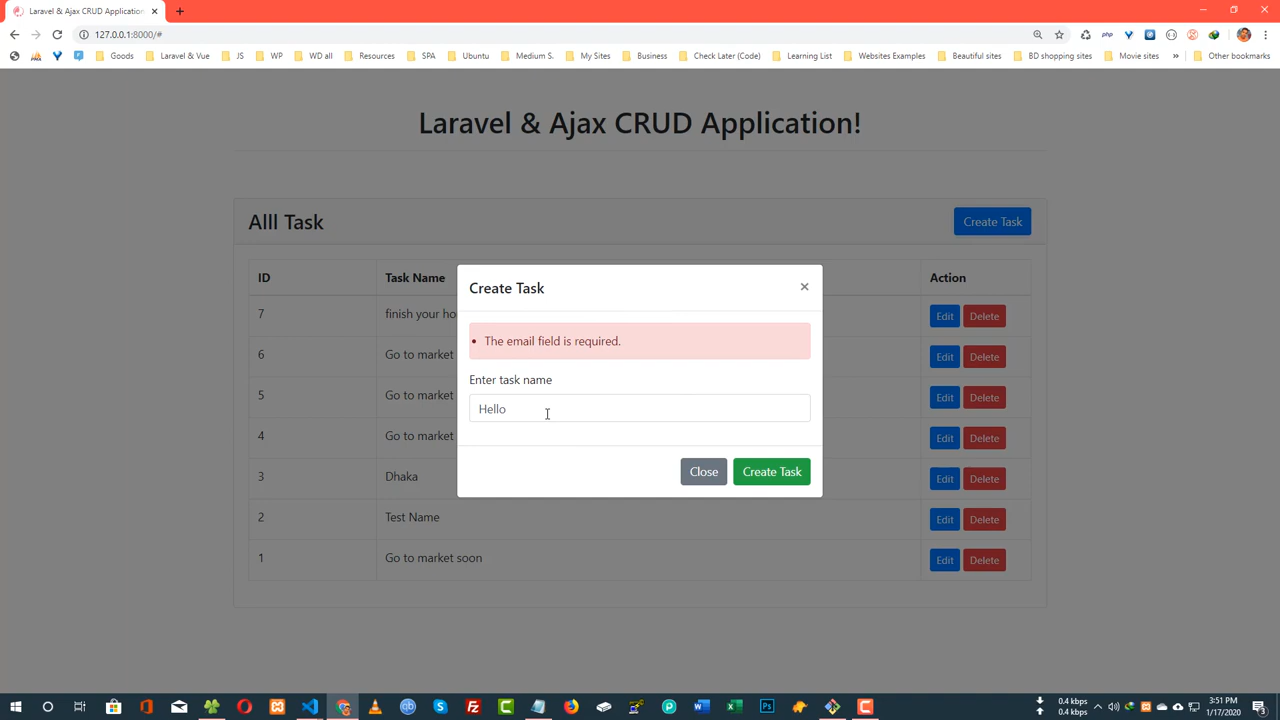 Laravel & Ajax CRUD Application
127.0.0.1:8000/#
Goods
Laravel & Vue
JS
WP
WD all
Resources
SPA
Ubuntu
Medium S.
My Sites
Business
Check Later (Code)
Learning List
Websites Examples
Beautiful sites
BD shopping sites
Movie sites
»
Other bookmarks
Laravel & Ajax CRUD Application!
Alll Task
Create Task
ID
Task Name
Action
7
finish your ho
Edit
Delete
6
Go to market
Edit
Delete
5
Go to market
Edit
Delete
4
Go to market
Edit
Delete
3
Dhaka
Edit
Delete
2
Test Name
Edit
Delete
1
Go to market soon
Edit
Delete
Create Task
×
• The email field is required.
Enter task name
Hello
Close
Create Task
0.4 kbps
0.4 kbps
3:51 PM
1/17/2020